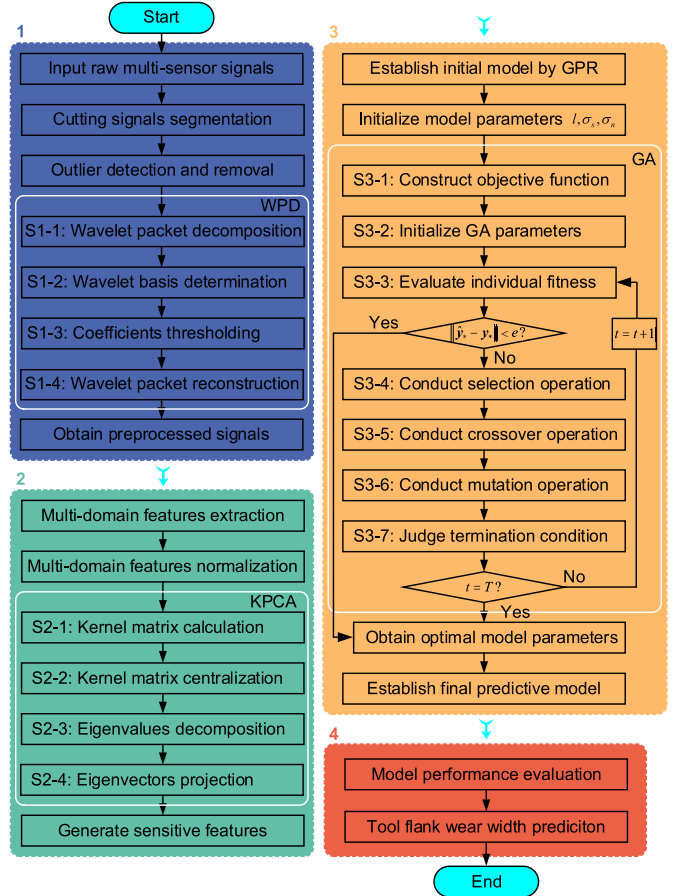 Start
1
Input raw multi-sensor signals
Cutting signals segmentation
Outlier detection and removal
WPD
S1-1: Wavelet packet decomposition
S1-2: Wavelet basis determination
S1-3: Coefficients thresholding
S1-4: Wavelet packet reconstruction
Obtain preprocessed signals
2
Multi-domain features extraction
Multi-domain features normalization
KPCA
S2-1: Kernel matrix calculation
S2-2: Kernel matrix centralization
S2-3: Eigenvalues decomposition
S2-4: Eigenvectors projection
Generate sensitive features
3
Establish initial model by GPR
Initialize model parameters l,σₛ,σₙ
GA
S3-1: Construct objective function
S3-2: Initialize GA parameters
S3-3: Evaluate individual fitness
Yes
‖ŷ* − y*‖ < e?
t = t+1
No
S3-4: Conduct selection operation
S3-5: Conduct crossover operation
S3-6: Conduct mutation operation
S3-7: Judge termination condition
t = T?
No
Yes
Obtain optimal model parameters
Establish final predictive model
4
Model performance evaluation
Tool flank wear width prediciton
End